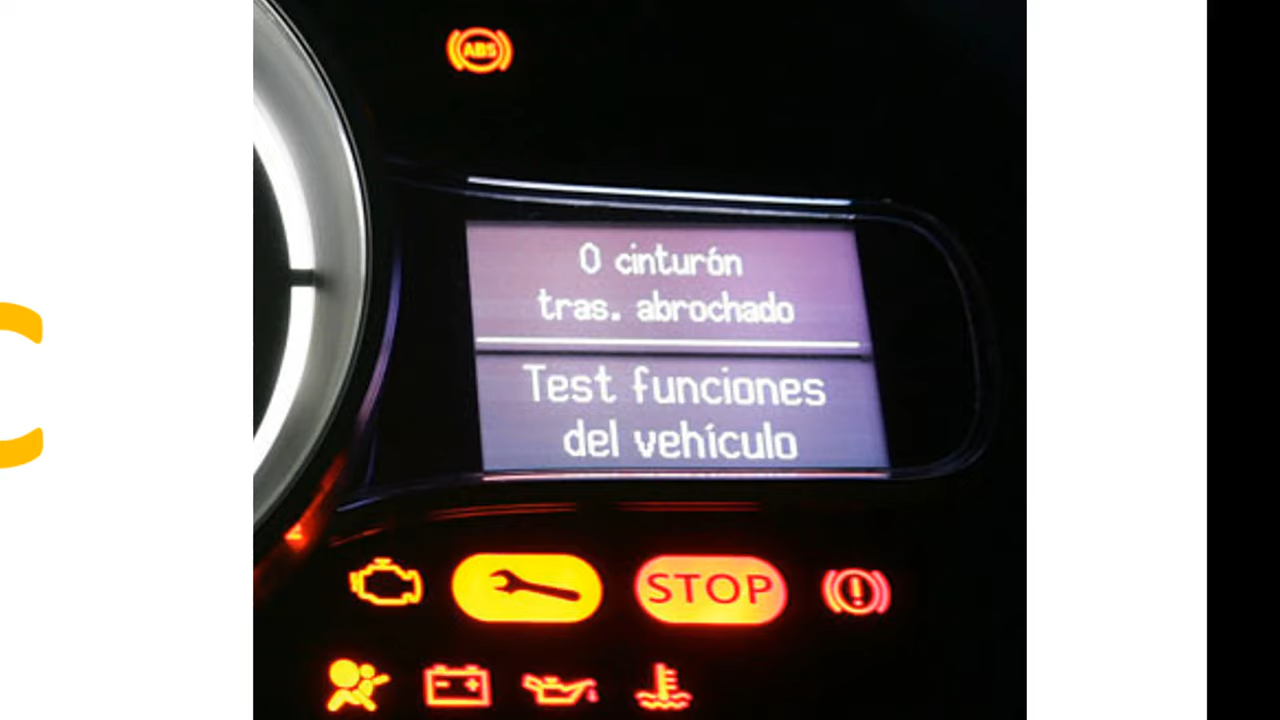 ABS
0 cinturón
tras. abrochado
Test funciones
del vehículo
STOP